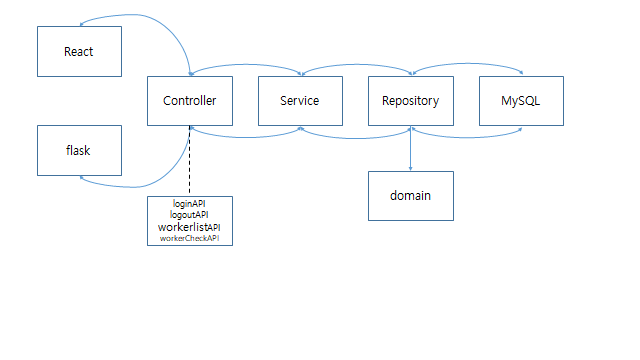 React
Controller
Service
Repository
MySQL
flask
domain
loginAPI
logoutAPI
workerlistAPI
workerCheckAPI